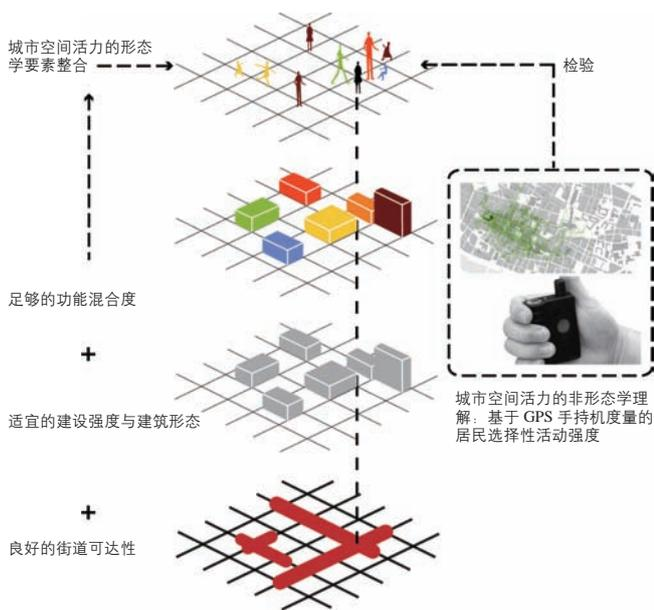 城市空间活力的形态
学要素整合
检验
足够的功能混合度
+
适宜的建设强度与建筑形态
+
良好的街道可达性
城市空间活力的非形态学理
解：基于 GPS 手持机度量的
居民选择性活动强度